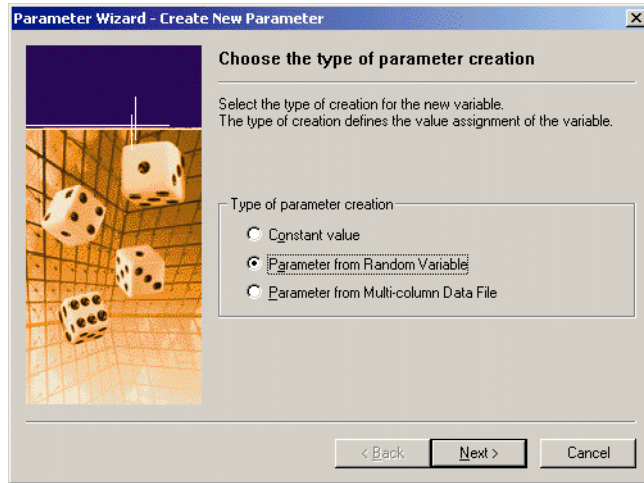 Parameter Wizard - Create New Parameter
Choose the type of parameter creation
Select the type of creation for the new variable.
The type of creation defines the value assignment of the variable.
Type of parameter creation
Constant value
Parameter from Random Variable
Parameter from Multi-column Data File
< Back
Next >
Cancel